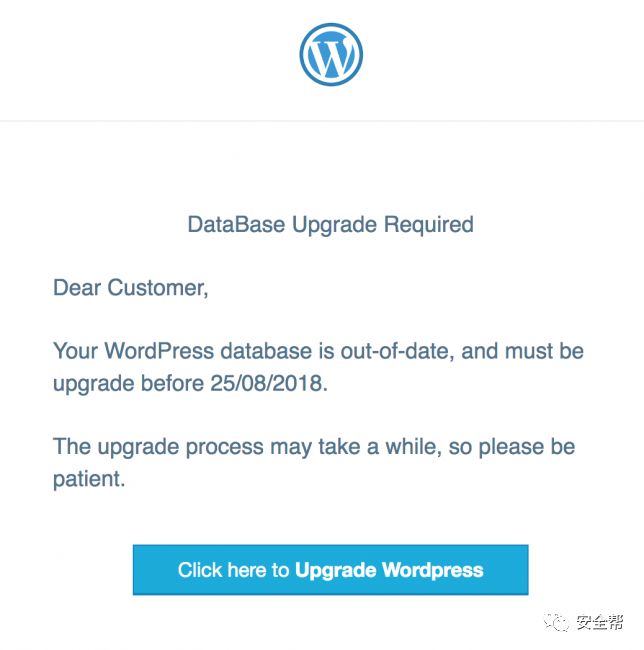 DataBase Upgrade Required
Dear Customer,
Your WordPress database is out-of-date, and must be
upgrade before 25/08/2018.
The upgrade process may take a while, so please be
patient.
Click here to Upgrade Wordpress
安全帮